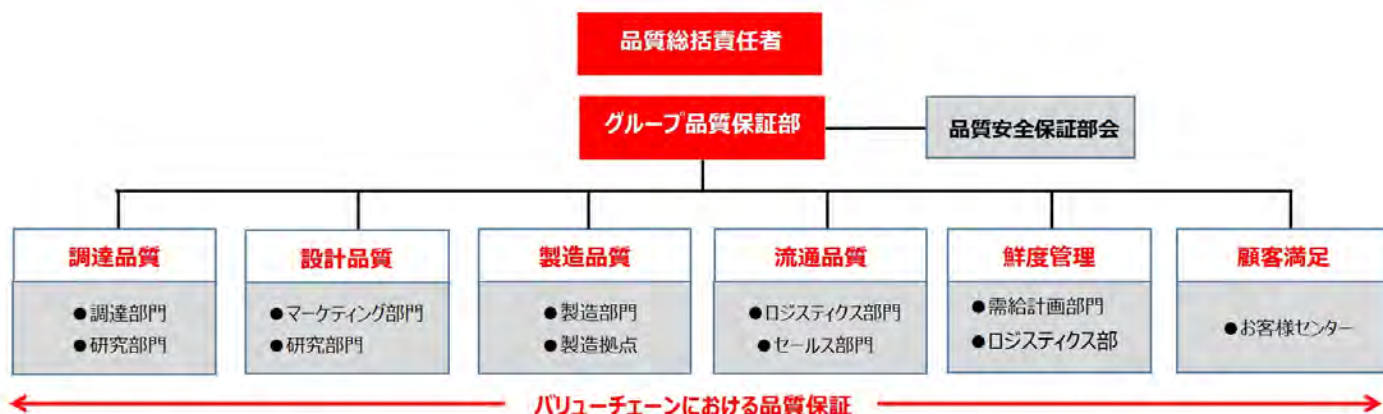 品質総括責任者
グループ品質保証部
品質安全保証部会
調達品質
●調達部門
●研究部門
設計品質
●マーケティング部門
●研究部門
製造品質
●製造部門
●製造拠点
流通品質
●ロジスティクス部門
●セールス部門
鮮度管理
●需給計画部門
●ロジスティクス部
顧客満足
●お客様センター
バリューチェーンにおける品質保証